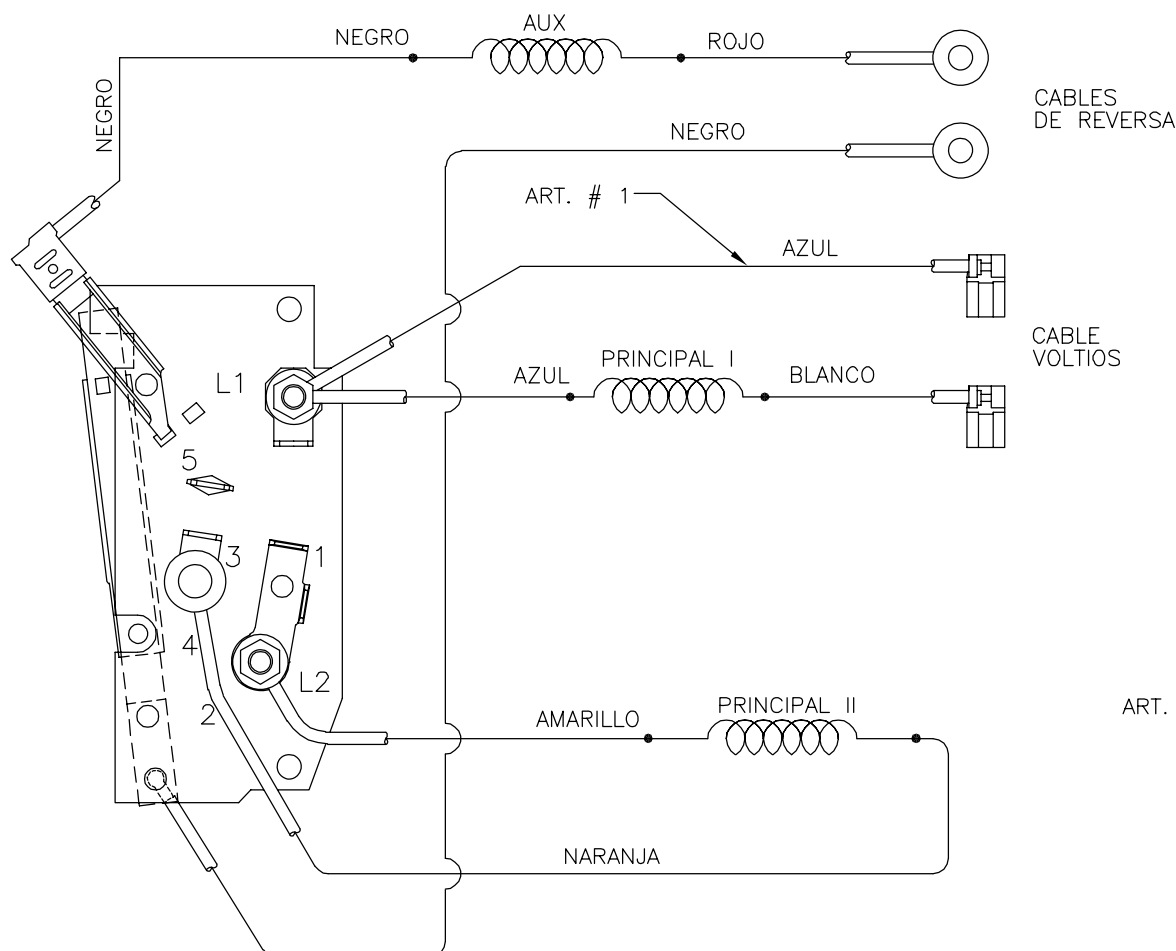 AUX
NEGRO
ROJO
NEGRO
CABLES
DE REVERSA
NEGRO
ART. # 1
AZUL
CABLE
VOLTIOS
PRINCIPAL I
L1
AZUL
BLANCO
5
3
1
4
L2
2
AMARILLO
PRINCIPAL II
ART.
NARANJA